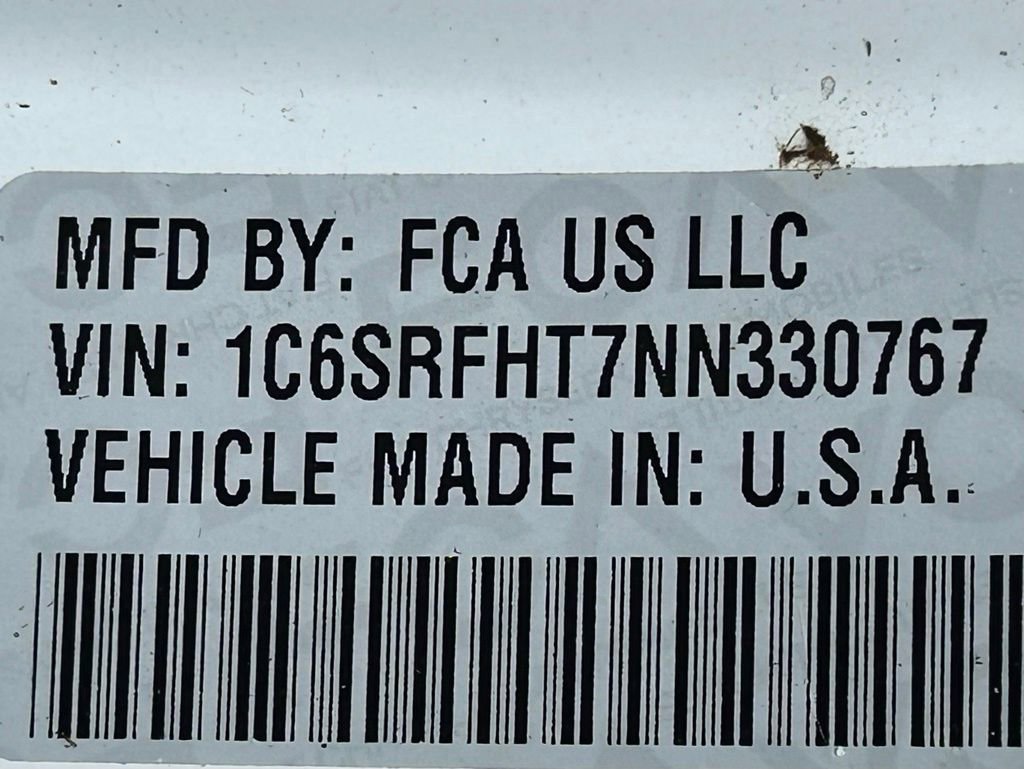 MFD BY: FCA US LLC
VIN: 1C6SRFHT7NN330767
VEHICLE MADE IN: U.S.A.